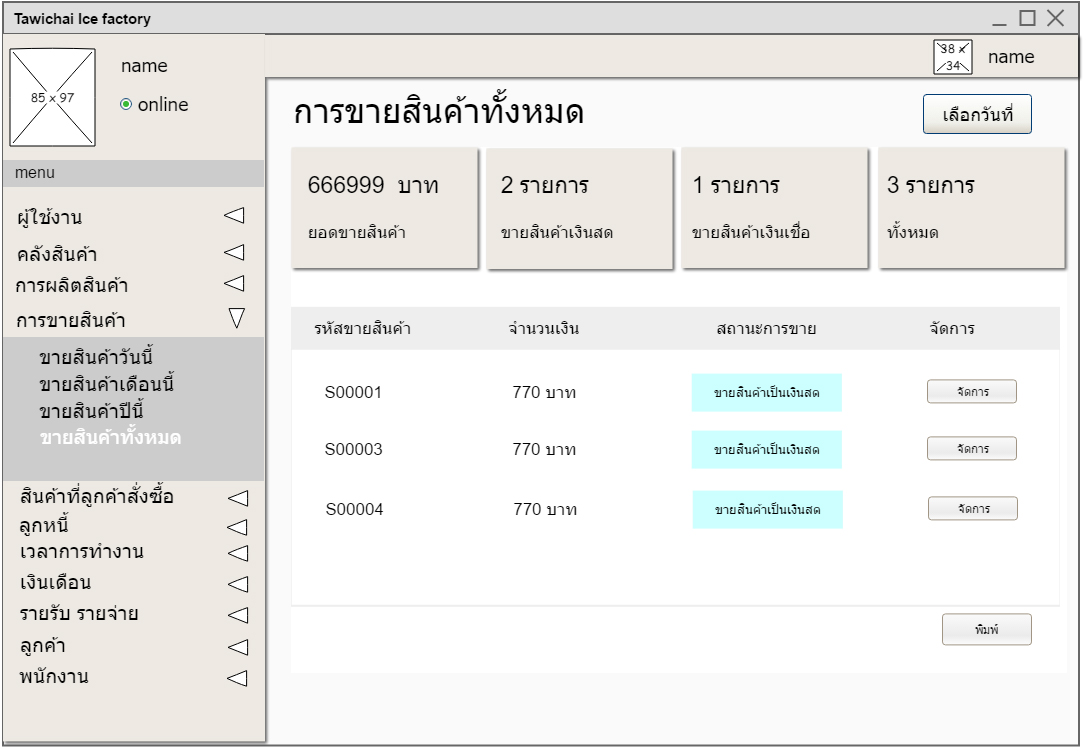 Tawichai Ice factory
name
online
85 x 97
38 x 34
name
menu
ผู้ใช้งาน
คลังสินค้า
การผลิตสินค้า
การขายสินค้า
ขายสินค้าวันนี้
ขายสินค้าเดือนนี้
ขายสินค้าปีนี้
ขายสินค้าทั้งหมด
สินค้าที่ลูกค้าสั่งซื้อ
ลูกหนี้
เวลาการทำงาน
เงินเดือน
รายรับ รายจ่าย
ลูกค้า
พนักงาน
การขายสินค้าทั้งหมด
เลือกวันที่
666999 บาท
ยอดขายสินค้า
2 รายการ
ขายสินค้าเงินสด
1 รายการ
ขายสินค้าเงินเชื่อ
3 รายการ
ทั้งหมด
รหัสขายสินค้า จำนวนเงิน สถานะการขาย จัดการ
S00001 770 บาท ขายสินค้าเป็นเงินสด จัดการ
S00003 770 บาท ขายสินค้าเป็นเงินสด จัดการ
S00004 770 บาท ขายสินค้าเป็นเงินสด จัดการ
พิมพ์